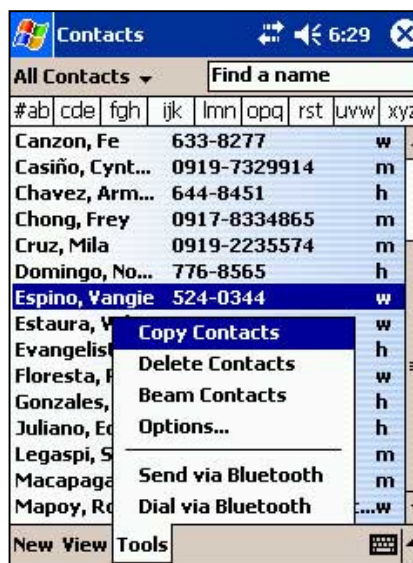 Contacts 6:29
All Contacts Find a name
#ab cde fgh ijk lmn opq rst uvw xyz
Canzon, Fe 633-8277 w
Casiño, Cynt... 0919-7329914 m
Chavez, Arm... 644-8451 h
Chong, Frey 0917-8334865 m
Cruz, Mila 0919-2235574 m
Domingo, No... 776-8565 h
Espino, Vangie 524-0344 w
Estaura, w
Copy Contacts
Evangelis h
Delete Contacts
Floresta, w
Beam Contacts
Gonzales, h
Options...
Juliano, h
Legaspi, S m
Send via Bluetooth
Macapaga m
Mapoy, Ro Dial via Bluetooth ...w
New View Tools